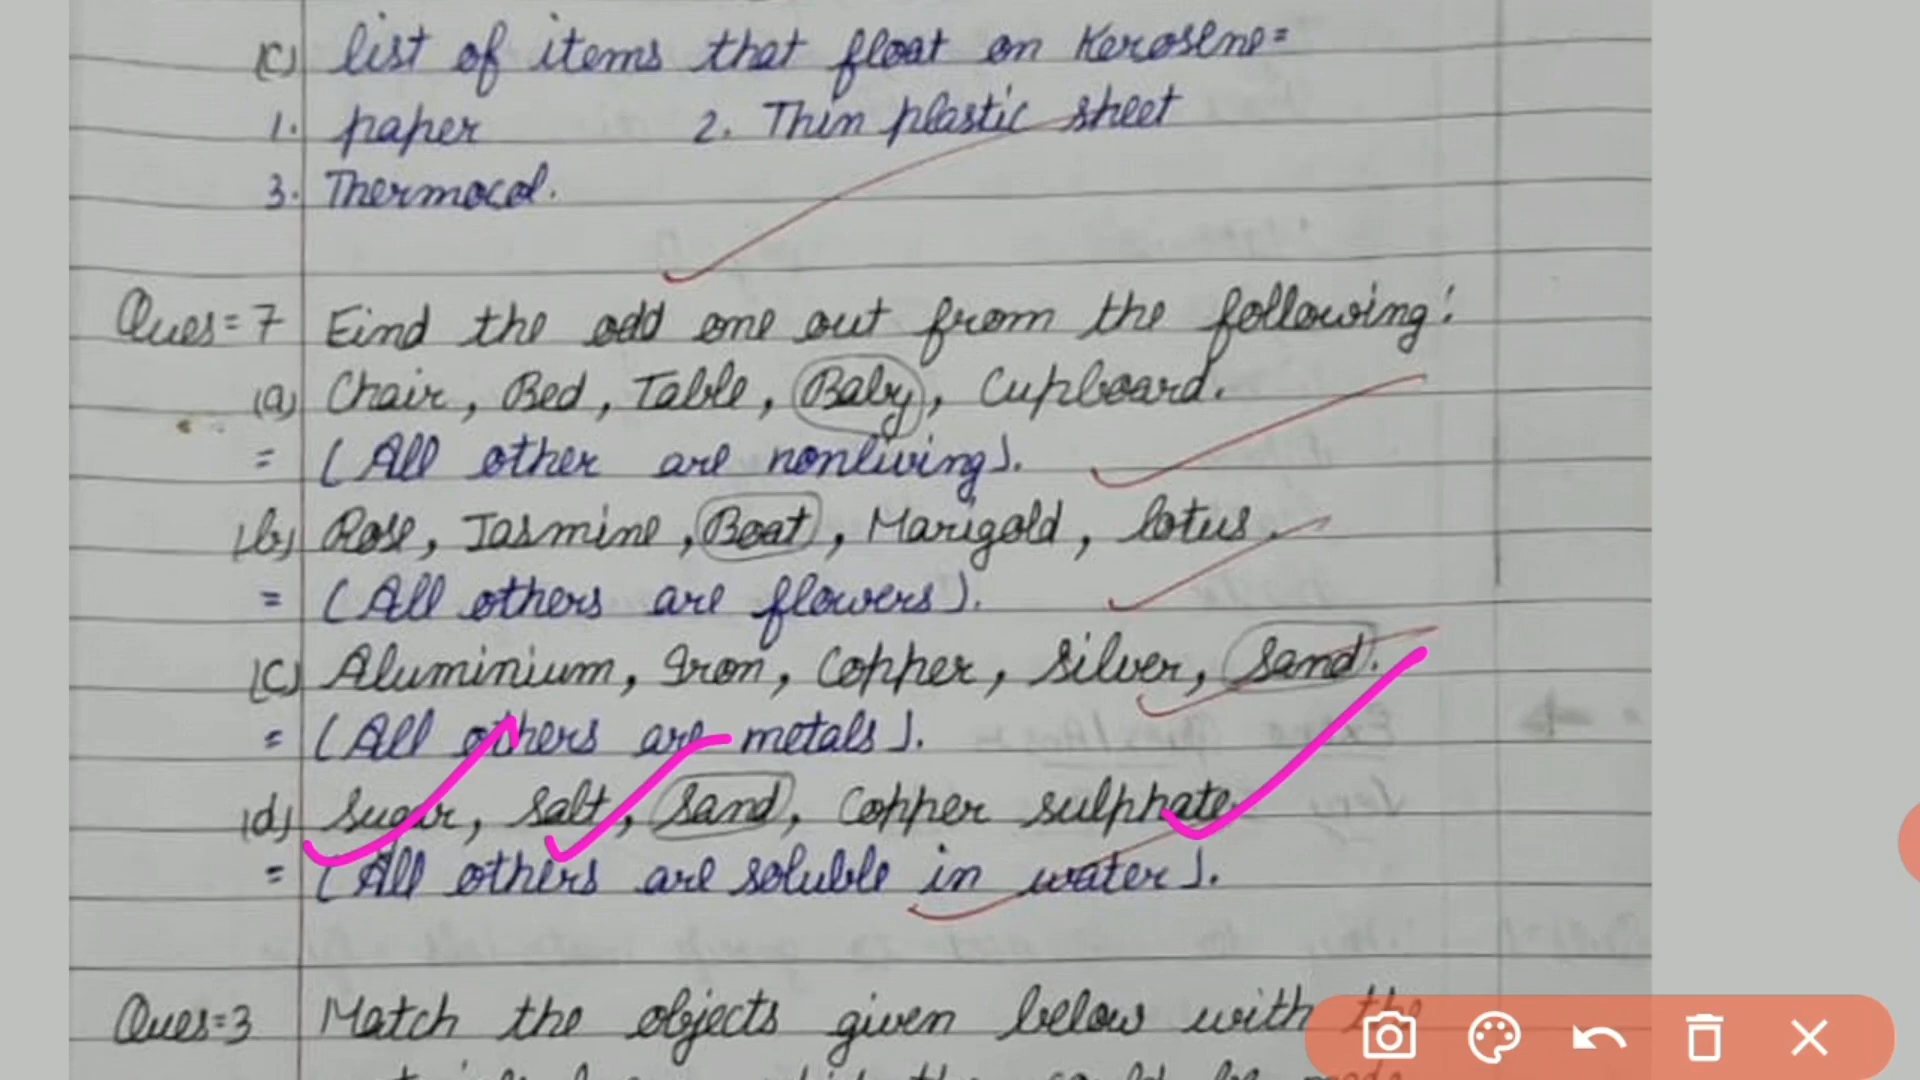 (c) list of items that float on Kerosene=
1. paper 2. Thin plastic sheet
3. Thermocol.
Ques=7 Find the odd one out from the following:
(a) Chair, Bed, Table, Baby, Cupboard.
= (All other are nonliving).
(b) Rose, Jasmine, Boat, Marigold, lotus.
= (All others are flowers).
(c) Aluminium, Iron, Copper, Silver, Sand.
= (All others are metals).
(d) Sugar, Salt, Sand, Copper sulphate.
= (All others are soluble in water).
Ques=3 Match the objects given below with the